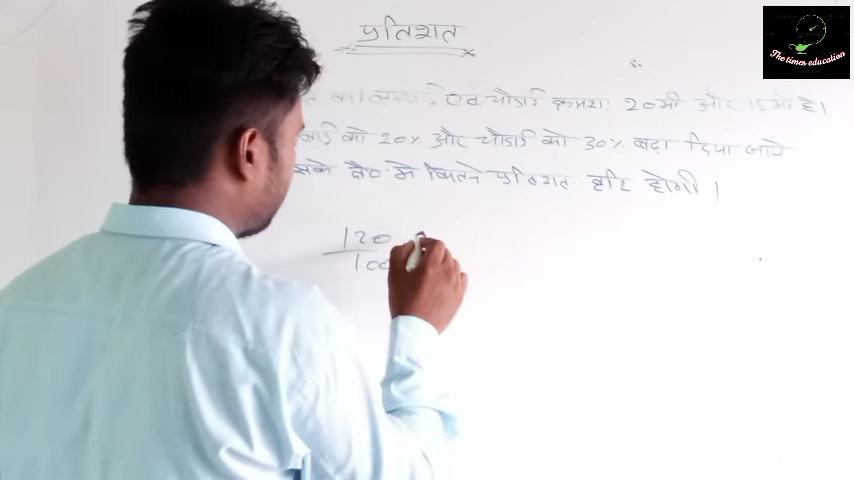 प्रतिशत
The times education
एवं चौडाई क्रमश: 20मी और 15 मी है।
को 20% और चौडाई को 30% बढ़ा दिया जाये
क्षे० मे कितने प्रतिशत बृद्धि होगी।
120
100